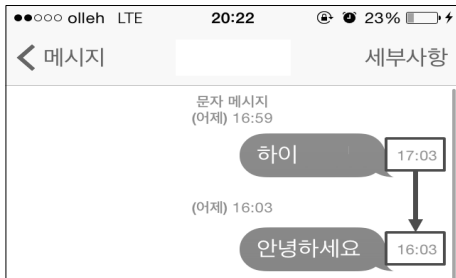 olleh LTE 20:22 23%
메시지 세부사항
문자 메시지
(어제) 16:59
하이 17:03
(어제) 16:03
안녕하세요 16:03